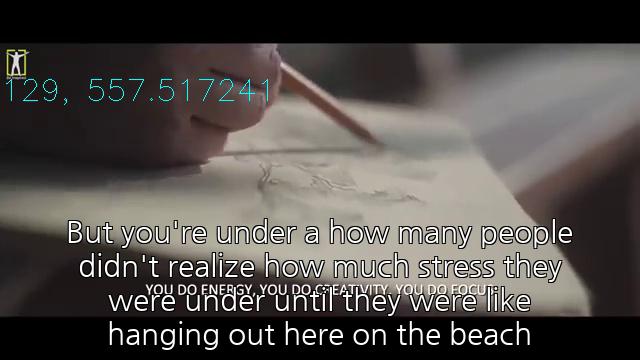 129, 557.517241
But you're under a how many people
didn't realize how much stress they
YOU DO ENERGY, YOU DO CREATIVITY, YOU DO FOCUS
were under until they were like
hanging out here on the beach